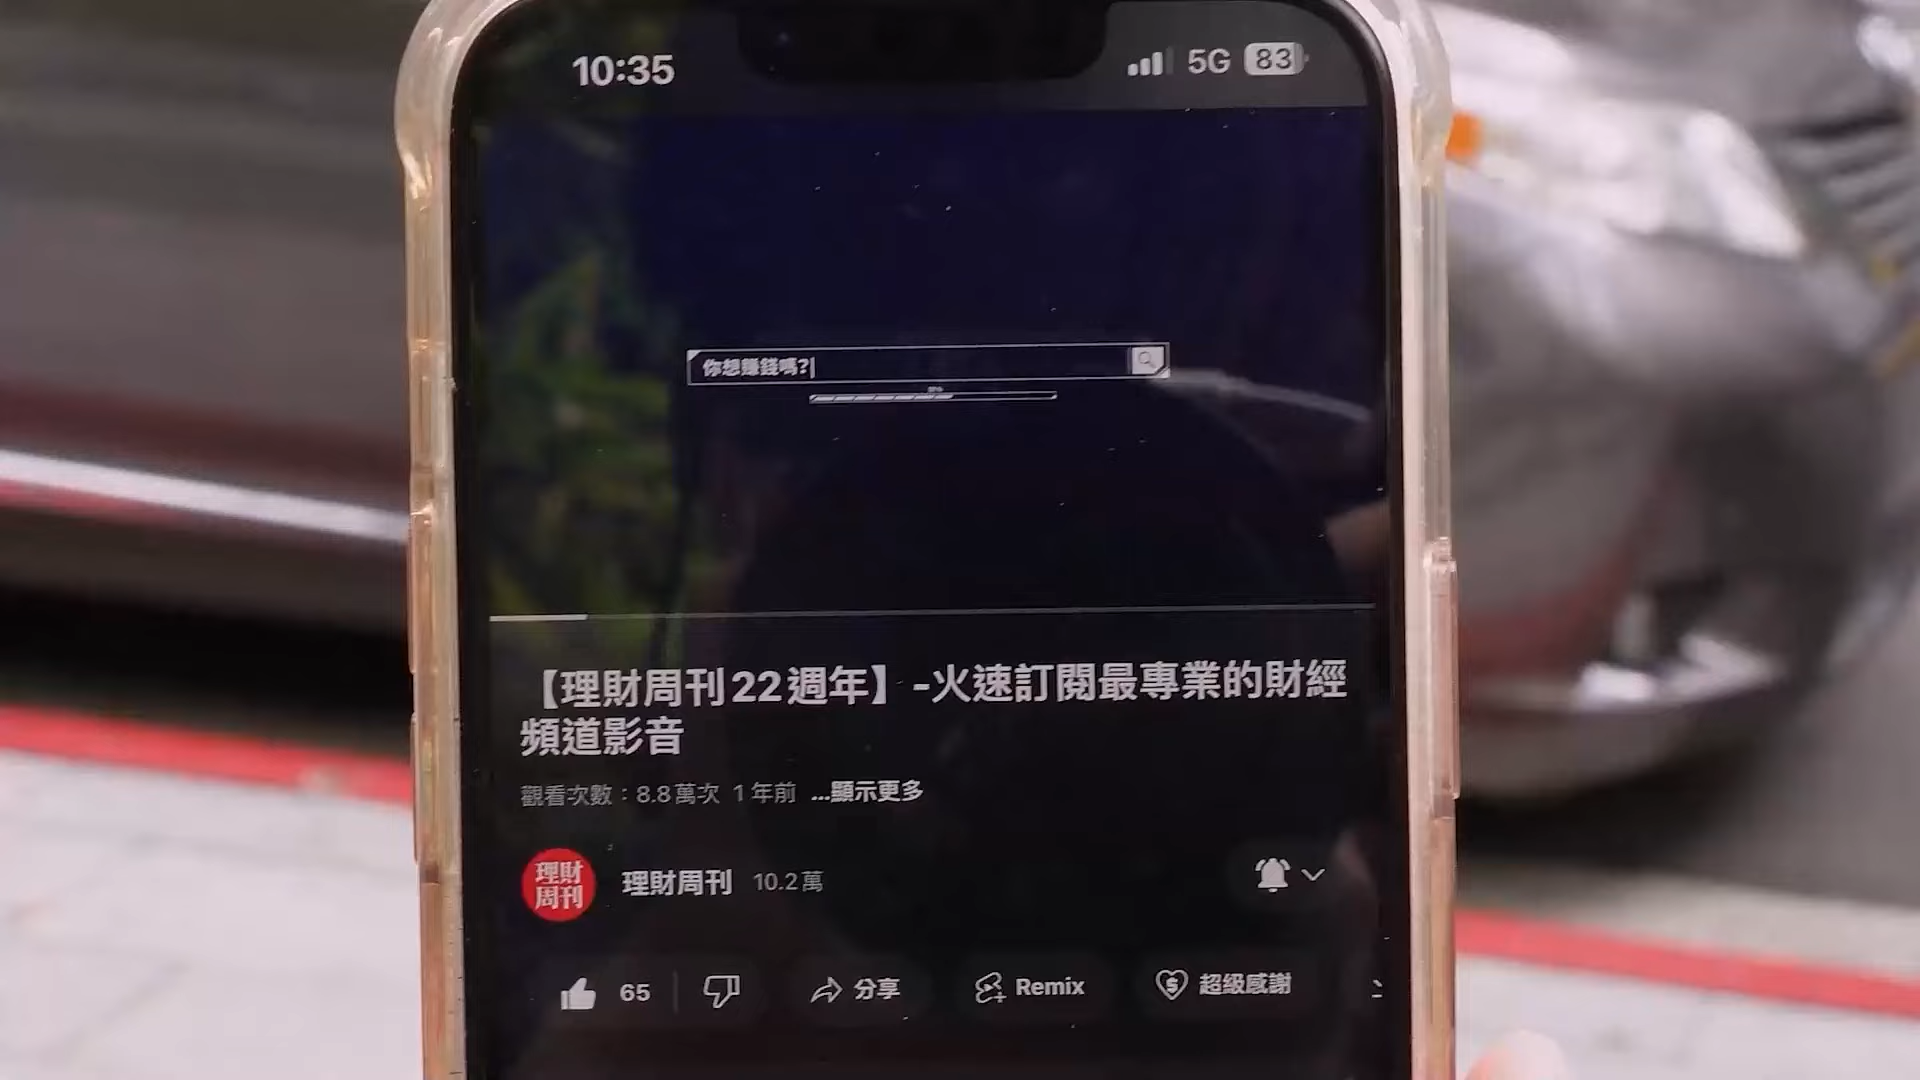 10:35
5G 83
你想賺錢嗎?
【理財周刊22週年】-火速訂閱最專業的財經
頻道影音
觀看次數：8.8萬次 1年前 ...顯示更多
理財
周刊
理財周刊 10.2萬
65 分享 Remix 超級感謝